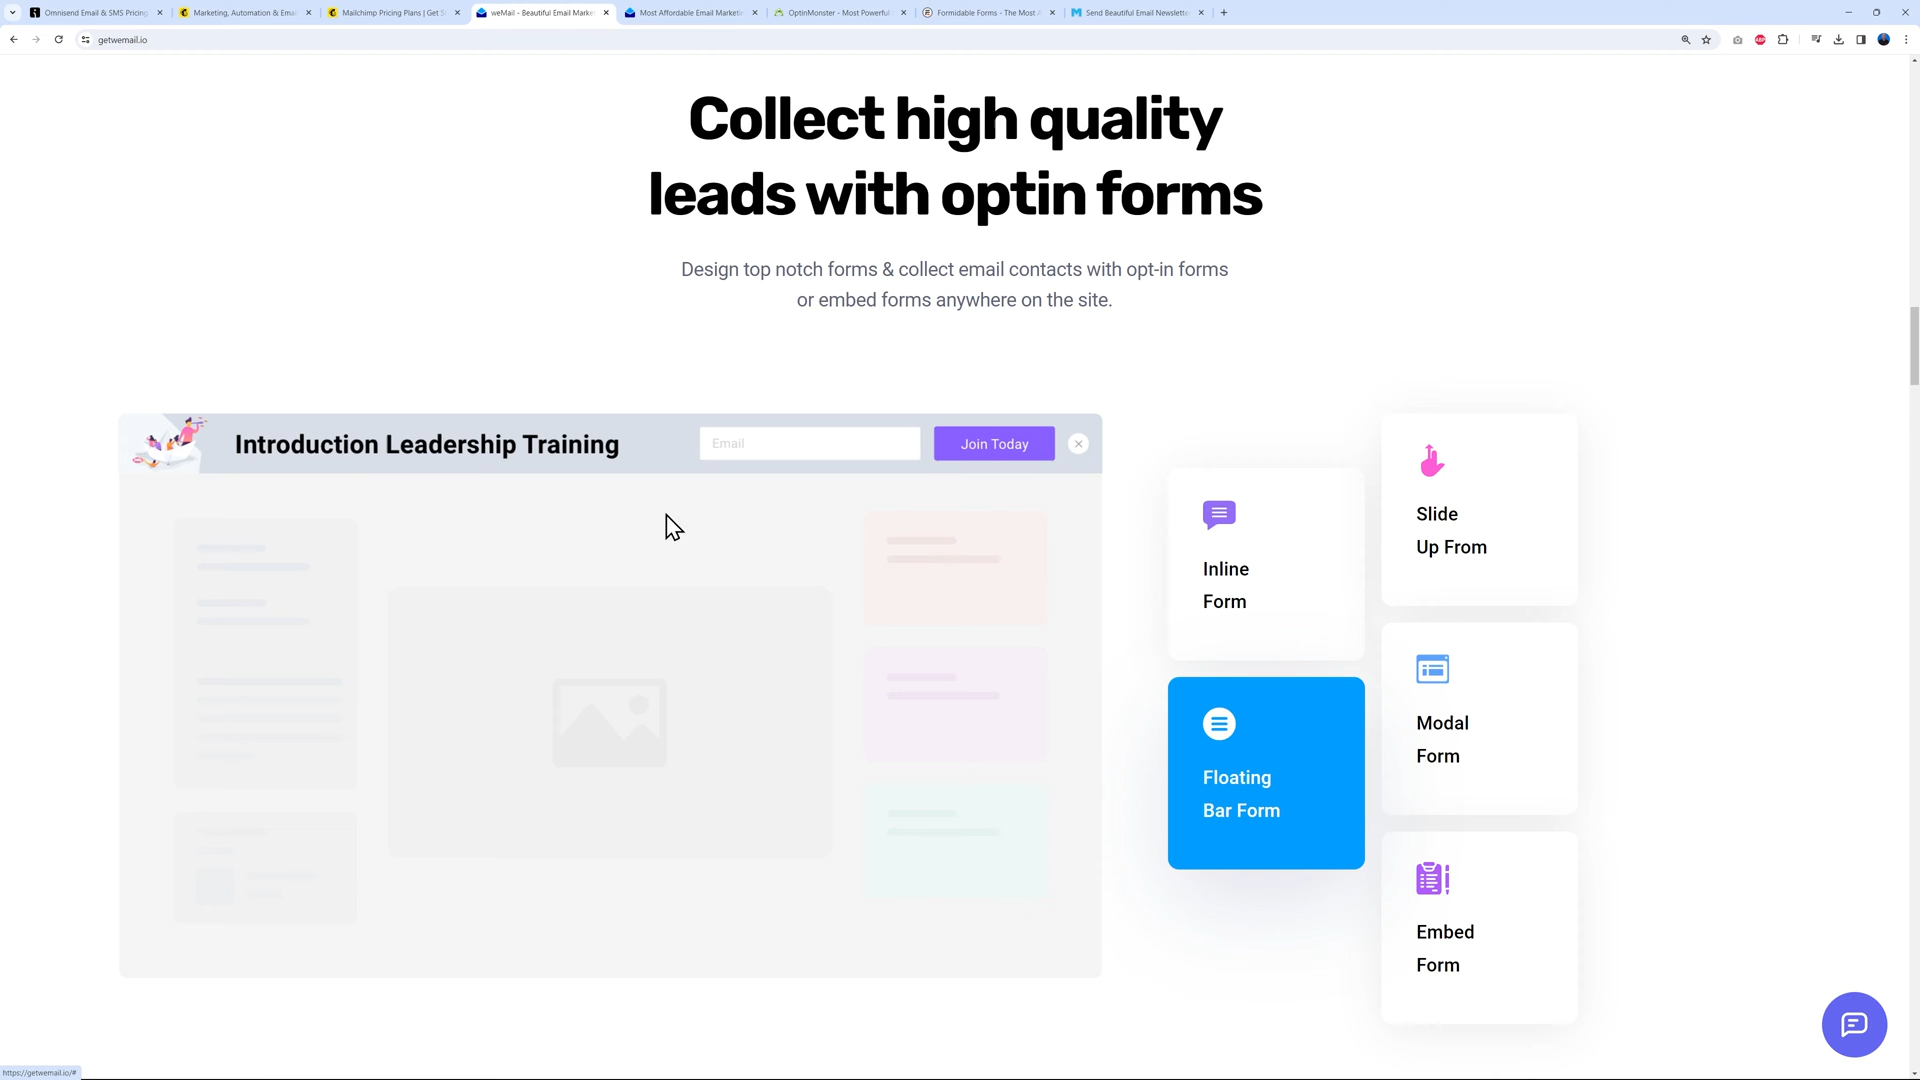 Omnisend Email & SMS Pricing
Marketing, Automation & Emai
Mailchimp Pricing Plans | Get S
weMail - Beautiful Email Marke
Most Affordable Email Marketin
OptinMonster - Most Powerful
Formidable Forms - The Most A
Send Beautiful Email Newslette
getwemail.io
ABP
Collect high quality
leads with optin forms
Design top notch forms & collect email contacts with opt-in forms
or embed forms anywhere on the site.
Introduction Leadership Training
Email
Join Today
Slide
Up From
Inline
Form
Modal
Form
Floating
Bar Form
Embed
Form
https://getwemail.io/#